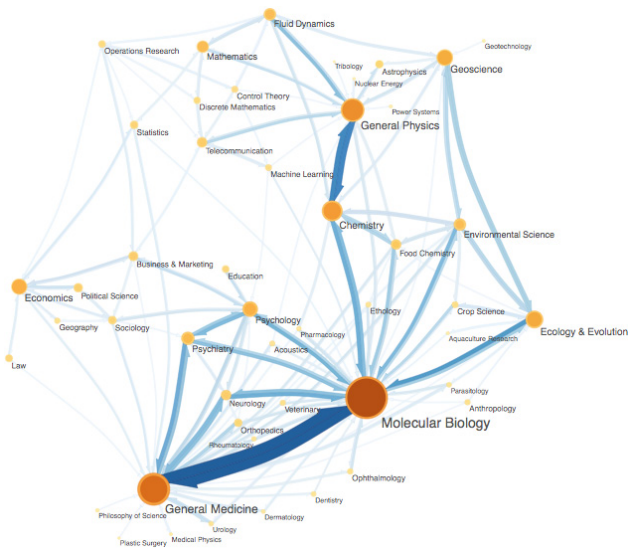 Fluid Dynamics
Operations Research
Mathematics
Geotechnology
Tribology
Astrophysics
Geoscience
Nuclear Energy
Control Theory
Discrete Mathematics
Power Systems
General Physics
Statistics
Telecommunication
Machine Learning
Chemistry
Environmental Science
Food Chemistry
Business & Marketing
Education
Economics
Political Science
Ethology
Crop Science
Geography
Sociology
Psychology
Ecology & Evolution
Pharmacology
Aquaculture Research
Psychiatry
Acoustics
Law
Parasitology
Neurology
Veterinary
Anthropology
Molecular Biology
Orthopedics
Rheumatology
Ophthalmology
Dentistry
General Medicine
Philosophy of Science
Dermatology
Urology
Medical Physics
Plastic Surgery